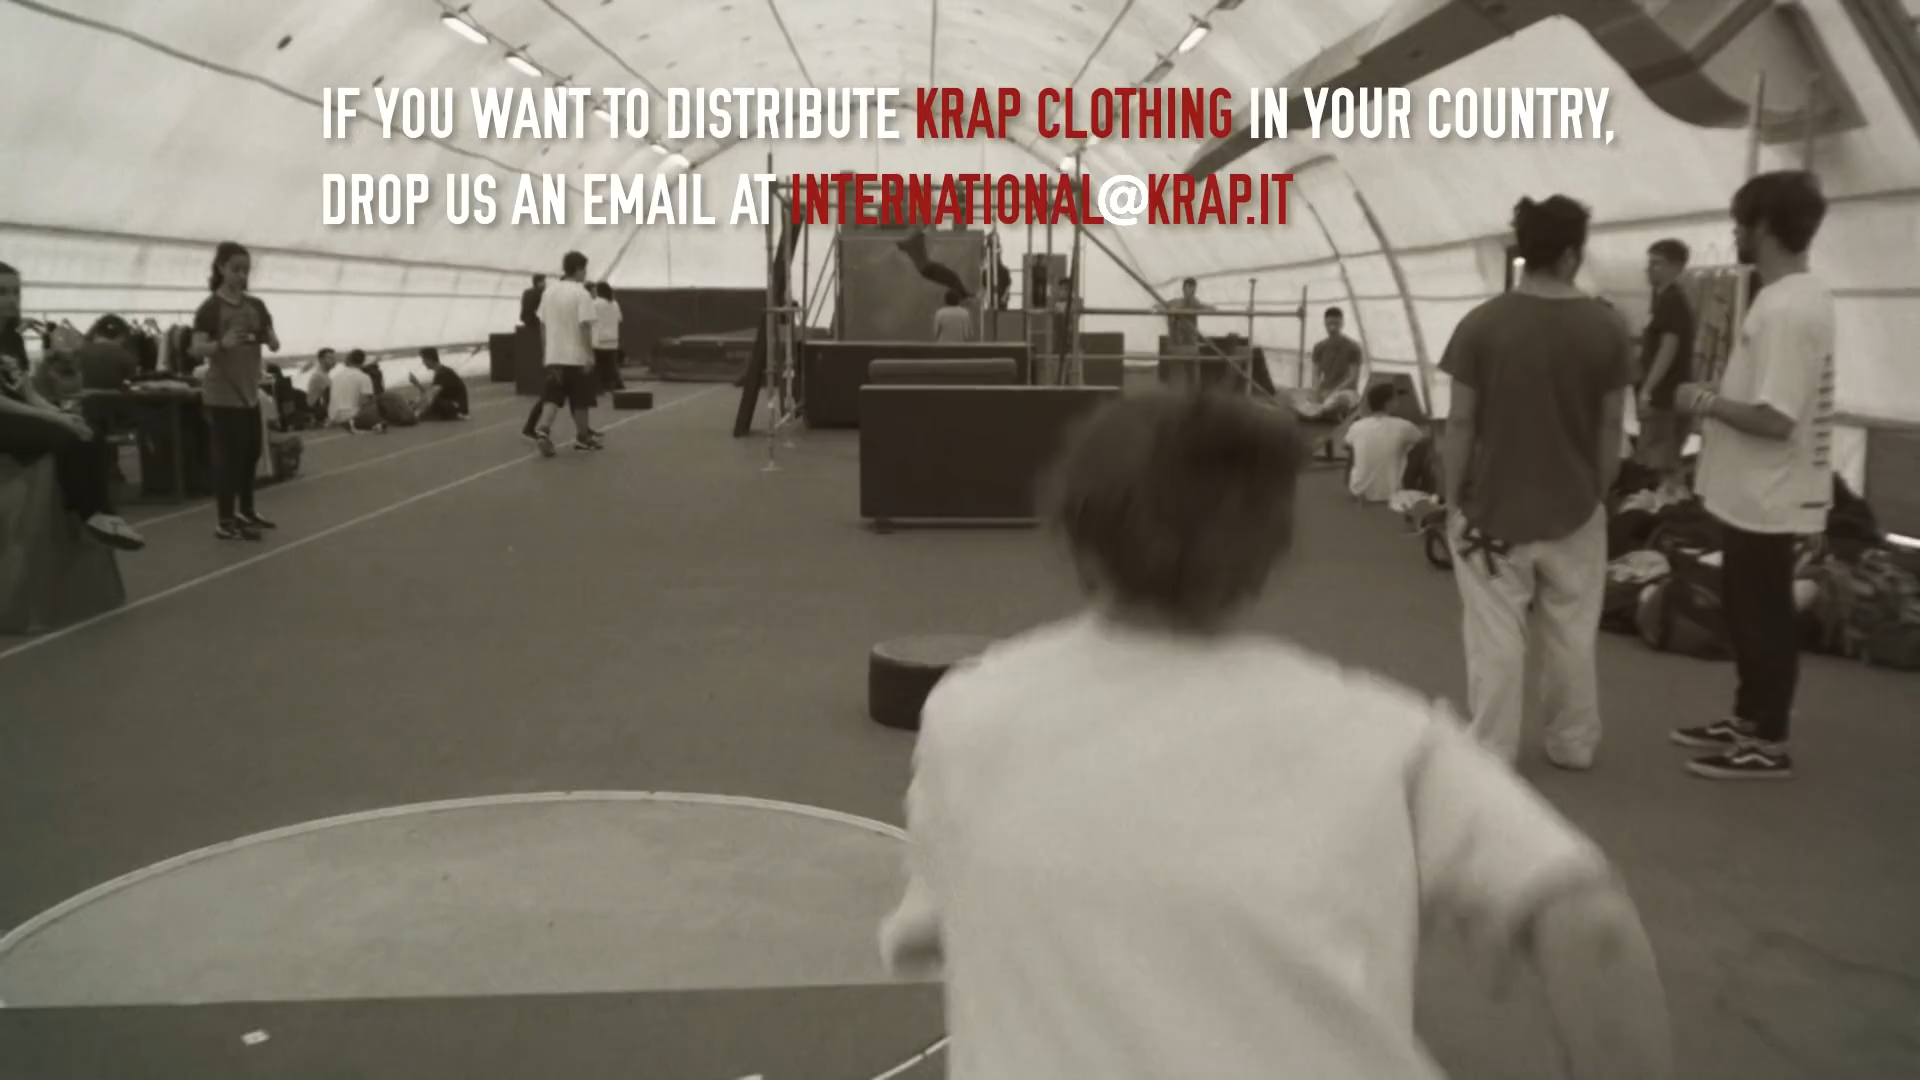 IF YOU WANT TO DISTRIBUTE KRAP CLOTHING IN YOUR COUNTRY,
DROP US AN EMAIL AT INTERNATIONAL@KRAP.IT